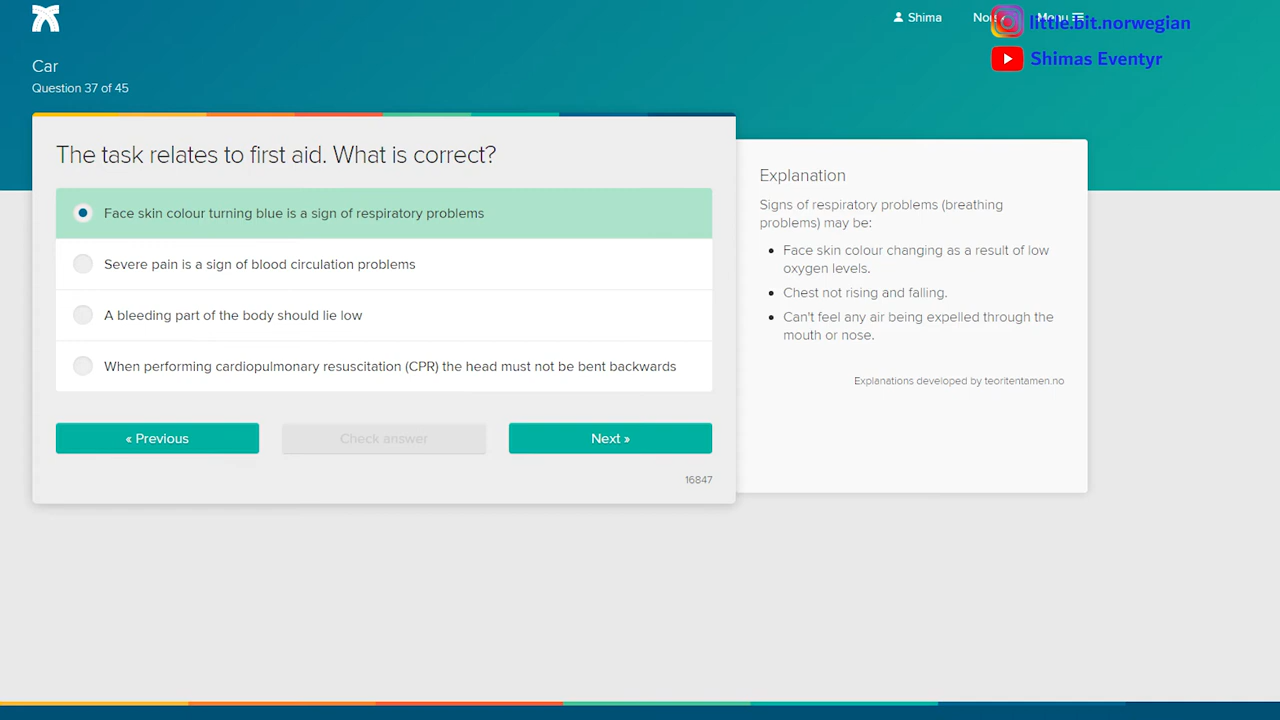 Shima
little.bit.norwegian
Shimas Eventyr
Car
Question 37 of 45
The task relates to first aid. What is correct?
Face skin colour turning blue is a sign of respiratory problems
Severe pain is a sign of blood circulation problems
A bleeding part of the body should lie low
When performing cardiopulmonary resuscitation (CPR) the head must not be bent backwards
« Previous
Check answer
Next »
16847
Explanation
Signs of respiratory problems (breathing
problems) may be:
• Face skin colour changing as a result of low
oxygen levels.
• Chest not rising and falling.
• Can't feel any air being expelled through the
mouth or nose.
Explanations developed by teoritentamen.no